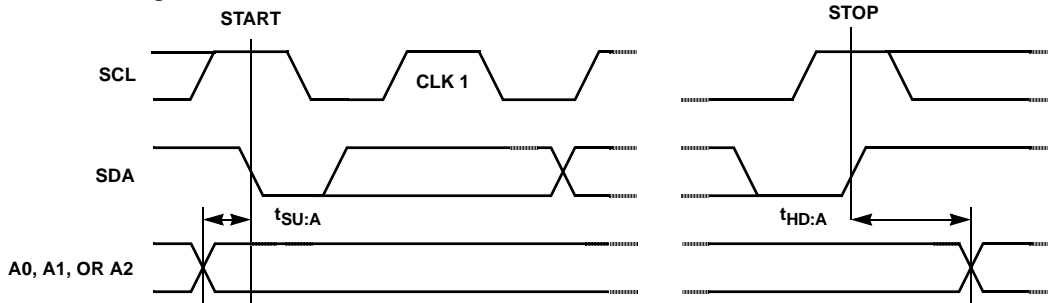 START
STOP
SCL
CLK 1
SDA
tSU:A
tHD:A
A0, A1, OR A2